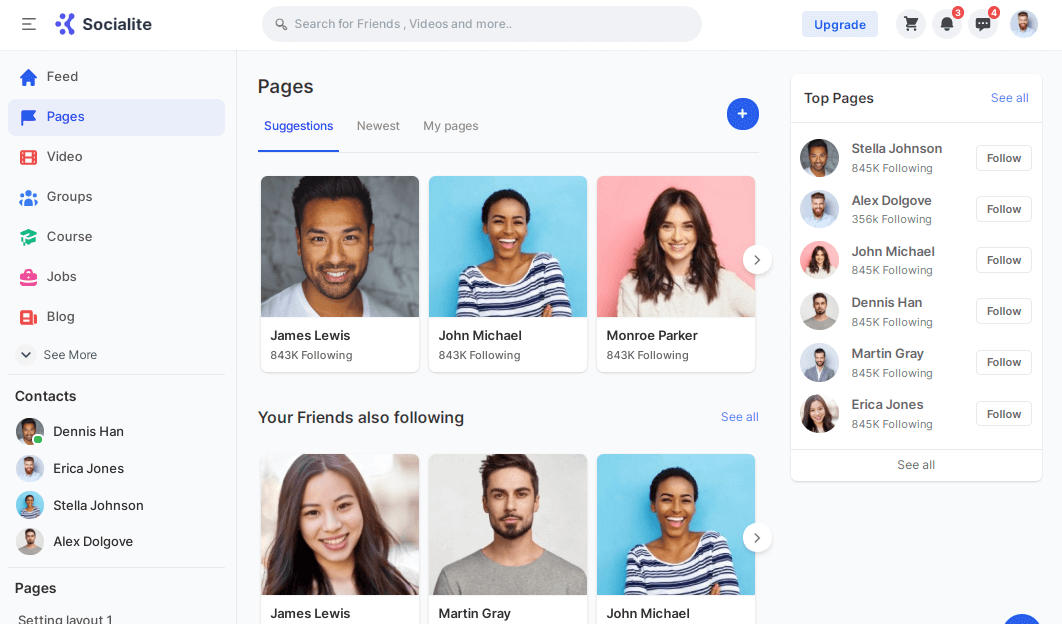 Socialite
Search for Friends , Videos and more..
Upgrade
3
4
Feed
Pages
Video
Groups
Course
Jobs
Blog
See More
Contacts
Dennis Han
Erica Jones
Stella Johnson
Alex Dolgove
Pages
Setting layout 1
Pages
Suggestions
Newest
My pages
+
James Lewis
843K Following
John Michael
843K Following
Monroe Parker
843K Following
Your Friends also following
See all
James Lewis
Martin Gray
John Michael
Top Pages
See all
Stella Johnson
845K Following
Follow
Alex Dolgove
356k Following
Follow
John Michael
845K Following
Follow
Dennis Han
845K Following
Follow
Martin Gray
845K Following
Follow
Erica Jones
845K Following
Follow
See all